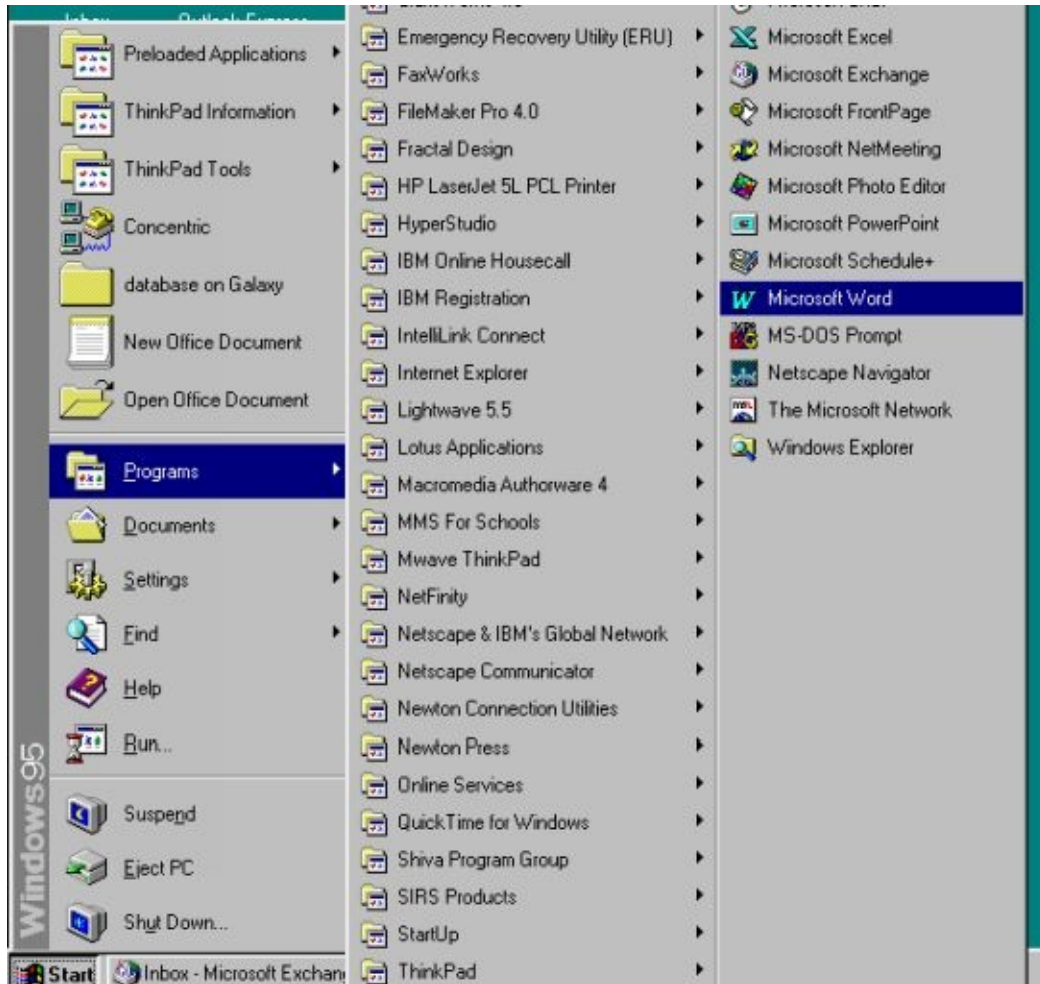 Inbox
Outlook Express
Preloaded Applications
ThinkPad Information
ThinkPad Tools
Concentric
database on Galaxy
New Office Document
Open Office Document
Programs
Documents
Settings
Find
Help
Run...
Suspend
Eject PC
Shut Down...
Windows95
Start
Inbox - Microsoft Exchan
Emergency Recovery Utility (ERU)
FaxWorks
FileMaker Pro 4.0
Fractal Design
HP LaserJet 5L PCL Printer
HyperStudio
IBM Online Housecall
IBM Registration
IntelliLink Connect
Internet Explorer
Lightwave 5.5
Lotus Applications
Macromedia Authorware 4
MMS For Schools
Mwave ThinkPad
NetFinity
Netscape & IBM's Global Network
Netscape Communicator
Newton Connection Utilities
Newton Press
Online Services
QuickTime for Windows
Shiva Program Group
SIRS Products
StartUp
ThinkPad
Microsoft Excel
Microsoft Exchange
Microsoft FrontPage
Microsoft NetMeeting
Microsoft Photo Editor
Microsoft PowerPoint
Microsoft Schedule+
Microsoft Word
MS-DOS Prompt
Netscape Navigator
The Microsoft Network
Windows Explorer